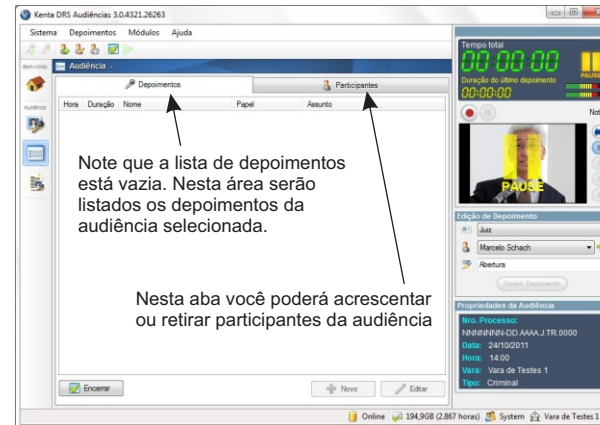 Kenta DRS Audiências 3.0.4321.26263
Sistema Depoimentos Módulos Ajuda
Bem-Vindo
Audiência -
Audiência
Depoimentos
Participantes
Hora Duração Nome Papel Assunto
Note que a lista de depoimentos
está vazia. Nesta área serão
listados os depoimentos da
audiência selecionada.
Nesta aba você poderá acrescentar
ou retirar participantes da audiência
Encerrar
Novo
Editar
Tempo total
00:00:00
PAUSE
Duração do último depoimento
00:00:00
Not
PAUSE
Edição de Depoimento
Juiz
Marcelo Schach
Abertura
Inserir Depoimento
Propriedades da Audiência
Nro. Processo:
NNNNNNN-DD.AAAA.J.TR.0000
Data: 24/10/2011
Hora: 14:00
Vara: Vara de Testes 1
Tipo: Criminal
Online 194,9GB (2.867 horas) System Vara de Testes 1